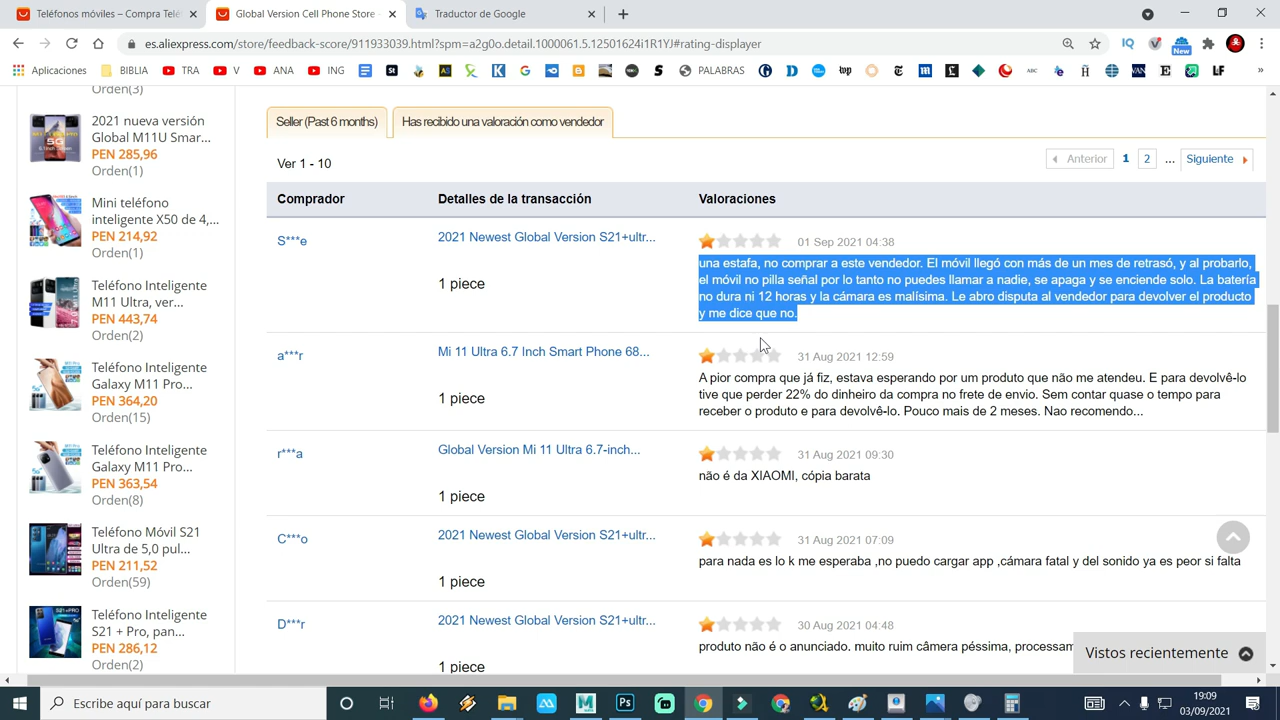 Teléfonos móviles – Compra Telé
Global Version Cell Phone Store -
Traductor de Google
es.aliexpress.com/store/feedback-score/911933039.html?spm=a2g0o.detail.1000061.5.12501624i1R1YJ#rating-displayer
IQ
New
Aplicaciones
BIBLIA
TRA
V
ANA
ING
St
PALABRAS
wp
ABC
VAN
LF
»
Orden(3)
2021 nueva versión
Global M11U Smar...
PEN 285,96
Orden(1)
Mini teléfono
inteligente X50 de 4,...
PEN 214,92
Orden(1)
Teléfono Inteligente
M11 Ultra, ver...
PEN 443,74
Orden(2)
Teléfono Inteligente
Galaxy M11 Pro...
PEN 364,20
Orden(15)
Teléfono Inteligente
Galaxy M11 Pro...
PEN 363,54
Orden(8)
Teléfono Móvil S21
Ultra de 5,0 pul...
PEN 211,52
Orden(59)
Teléfono Inteligente
S21 + Pro, pan...
PEN 286,12
Orden(2)
Seller (Past 6 months)
Has recibido una valoración como vendedor
Ver 1 - 10
Anterior 1 2 ... Siguiente
Comprador Detalles de la transacción Valoraciones
S***e
2021 Newest Global Version S21+ultr...
1 piece
01 Sep 2021 04:38
una estafa, no comprar a este vendedor. El móvil llegó con más de un mes de retrasó, y al probarlo,
el móvil no pilla señal por lo tanto no puedes llamar a nadie, se apaga y se enciende solo. La batería
no dura ni 12 horas y la cámara es malísima. Le abro disputa al vendedor para devolver el producto
y me dice que no.
a***r
Mi 11 Ultra 6.7 Inch Smart Phone 68...
1 piece
31 Aug 2021 12:59
A pior compra que já fiz, estava esperando por um produto que não me atendeu. E para devolvê-lo
tive que perder 22% do dinheiro da compra no frete de envio. Sem contar quase o tempo para
receber o produto e para devolvê-lo. Pouco mais de 2 meses. Nao recomendo...
r***a
Global Version Mi 11 Ultra 6.7-inch...
1 piece
31 Aug 2021 09:30
não é da XIAOMI, cópia barata
C***o
2021 Newest Global Version S21+ultr...
1 piece
31 Aug 2021 07:09
para nada es lo k me esperaba ,no puedo cargar app ,cámara fatal y del sonido ya es peor si falta
D***r
2021 Newest Global Version S21+ultr...
1 piece
30 Aug 2021 04:48
produto não é o anunciado. muito ruim câmera péssima, processam
Vistos recientemente
Escribe aquí para buscar
Ps
19:09
03/09/2021